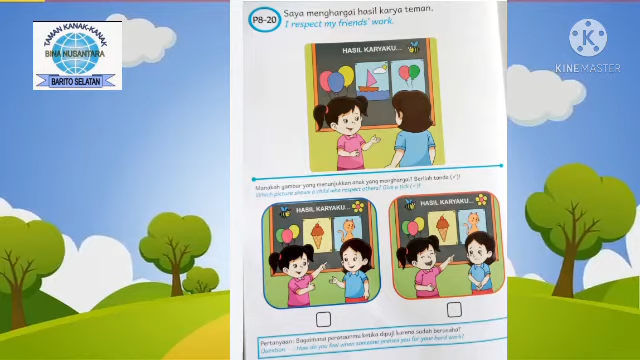 TAMAN KANAK-KANAK
BINA NUSANTARA
BARITO SELATAN
P8-20
Saya menghargai hasil karya teman.
I respect my friends' work.
KINEMASTER
HASIL KARYAKU...
Manakah gambar yang menunjukkan anak yang menghargai? Berilah tanda (✓)!
Which picture shows a child who respect others? Give a tick (✓)!
HASIL KARYAKU...
HASIL KARYAKU...
Pertanyaan : Bagaimana perasaanmu ketika dipuji karena sudah berusaha?
Question : How do you feel when someone praises you for your hard work?